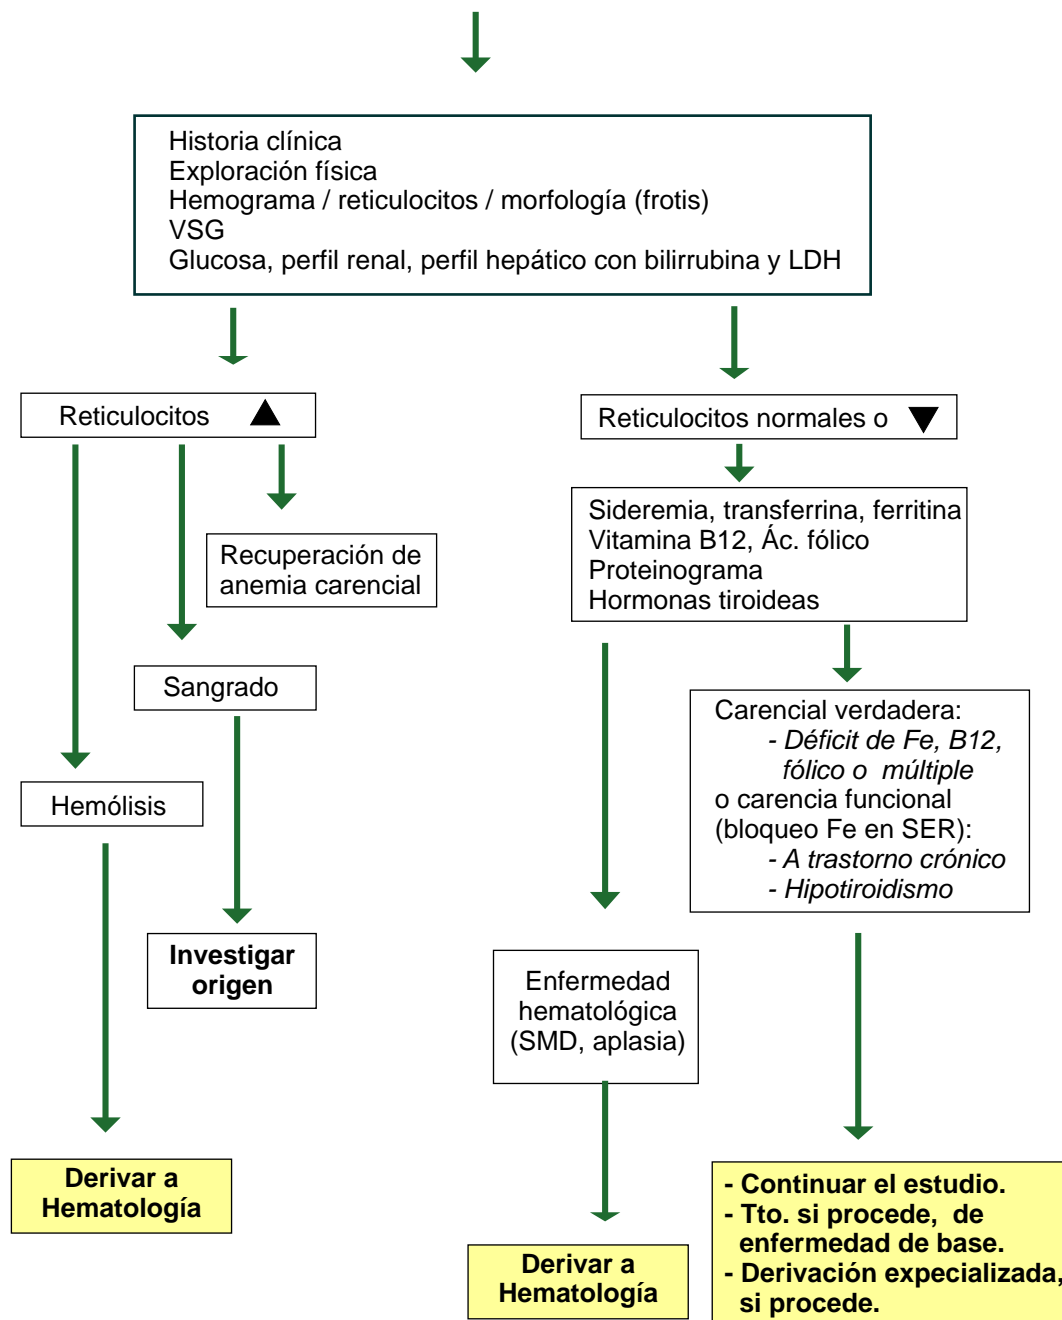 Historia clínica
Exploración física
Hemograma / reticulocitos / morfología (frotis)
VSG
Glucosa, perfil renal, perfil hepático con bilirrubina y LDH
Reticulocitos
Reticulocitos normales o
Sideremia, transferrina, ferritina
Vitamina B12, Ác. fólico
Proteinograma
Hormonas tiroideas
Recuperación de
anemia carencial
Sangrado
Carencial verdadera:
- Déficit de Fe, B12,
fólico o múltiple
o carencia funcional
(bloqueo Fe en SER):
- A trastorno crónico
- Hipotiroidismo
Hemólisis
Investigar
origen
Enfermedad
hematológica
(SMD, aplasia)
Derivar a
Hematología
Derivar a
Hematología
- Continuar el estudio.
- Tto. si procede, de
enfermedad de base.
- Derivación expecializada,
si procede.